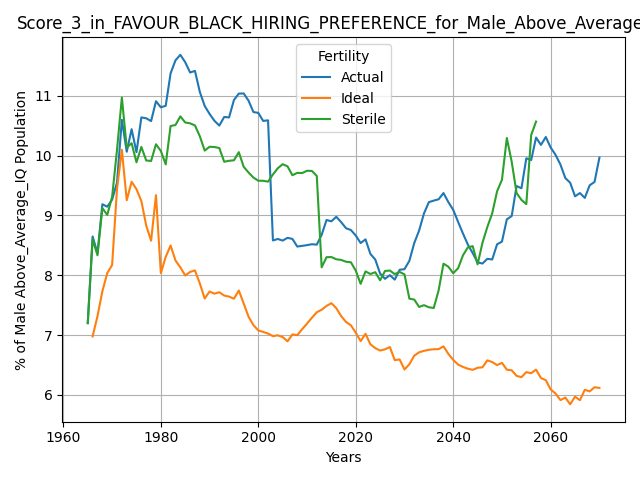 Score_3_in_FAVOUR_BLACK_HIRING_PREFERENCE_for_Male_Above_Average
Fertility
Actual
Ideal
Sterile
% of Male Above_Average_IQ Population
11
10
9
8
7
6
1960
1980
2000
2020
2040
2060
Years